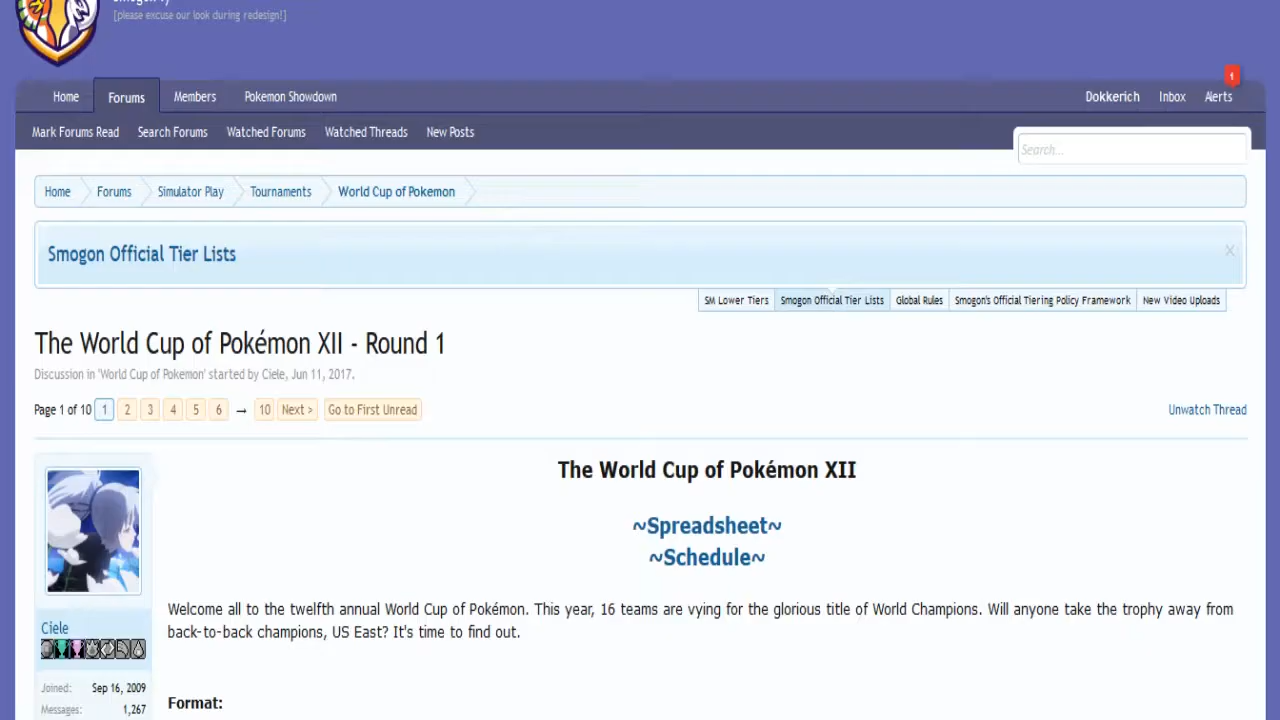 [please excuse our look during redesign!]
1
Home Forums Members Pokemon Showdown Dokkerich Inbox Alerts
Mark Forums Read Search Forums Watched Forums Watched Threads New Posts
Search...
Home Forums Simulator Play Tournaments World Cup of Pokemon
Smogon Official Tier Lists
X
SM Lower Tiers Smogon Official Tier Lists Global Rules Smogon's Official Tiering Policy Framework New Video Uploads
The World Cup of Pokémon XII - Round 1
Discussion in 'World Cup of Pokemon' started by Ciele, Jun 11, 2017.
Page 1 of 10 1 2 3 4 5 6 → 10 Next > Go to First Unread Unwatch Thread
The World Cup of Pokémon XII
~Spreadsheet~
~Schedule~
Welcome all to the twelfth annual World Cup of Pokémon. This year, 16 teams are vying for the glorious title of World Champions. Will anyone take the trophy away from
back-to-back champions, US East? It's time to find out.
Ciele
Joined: Sep 16, 2009
Messages: 1,267
Format: